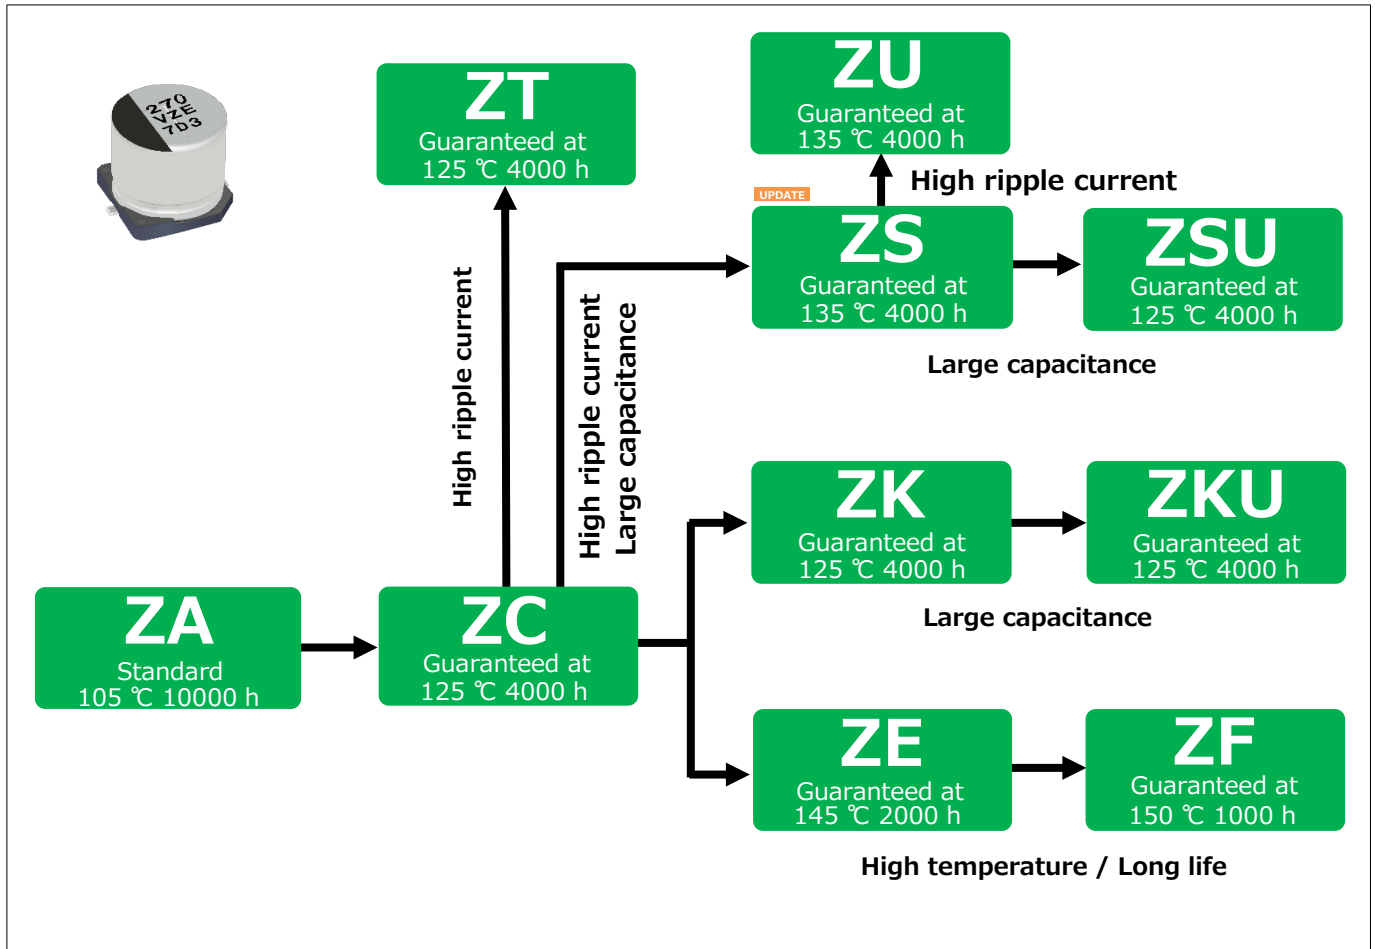 270
VZE
7D3
ZT
Guaranteed at
125 ℃ 4000 h
ZU
Guaranteed at
135 ℃ 4000 h
High ripple current
UPDATE
ZS
Guaranteed at
135 ℃ 4000 h
ZSU
Guaranteed at
125 ℃ 4000 h
Large capacitance
High ripple current
High ripple current
Large capacitance
ZK
Guaranteed at
125 ℃ 4000 h
ZKU
Guaranteed at
125 ℃ 4000 h
Large capacitance
ZA
Standard
105 ℃ 10000 h
ZC
Guaranteed at
125 ℃ 4000 h
ZE
Guaranteed at
145 ℃ 2000 h
ZF
Guaranteed at
150 ℃ 1000 h
High temperature / Long life